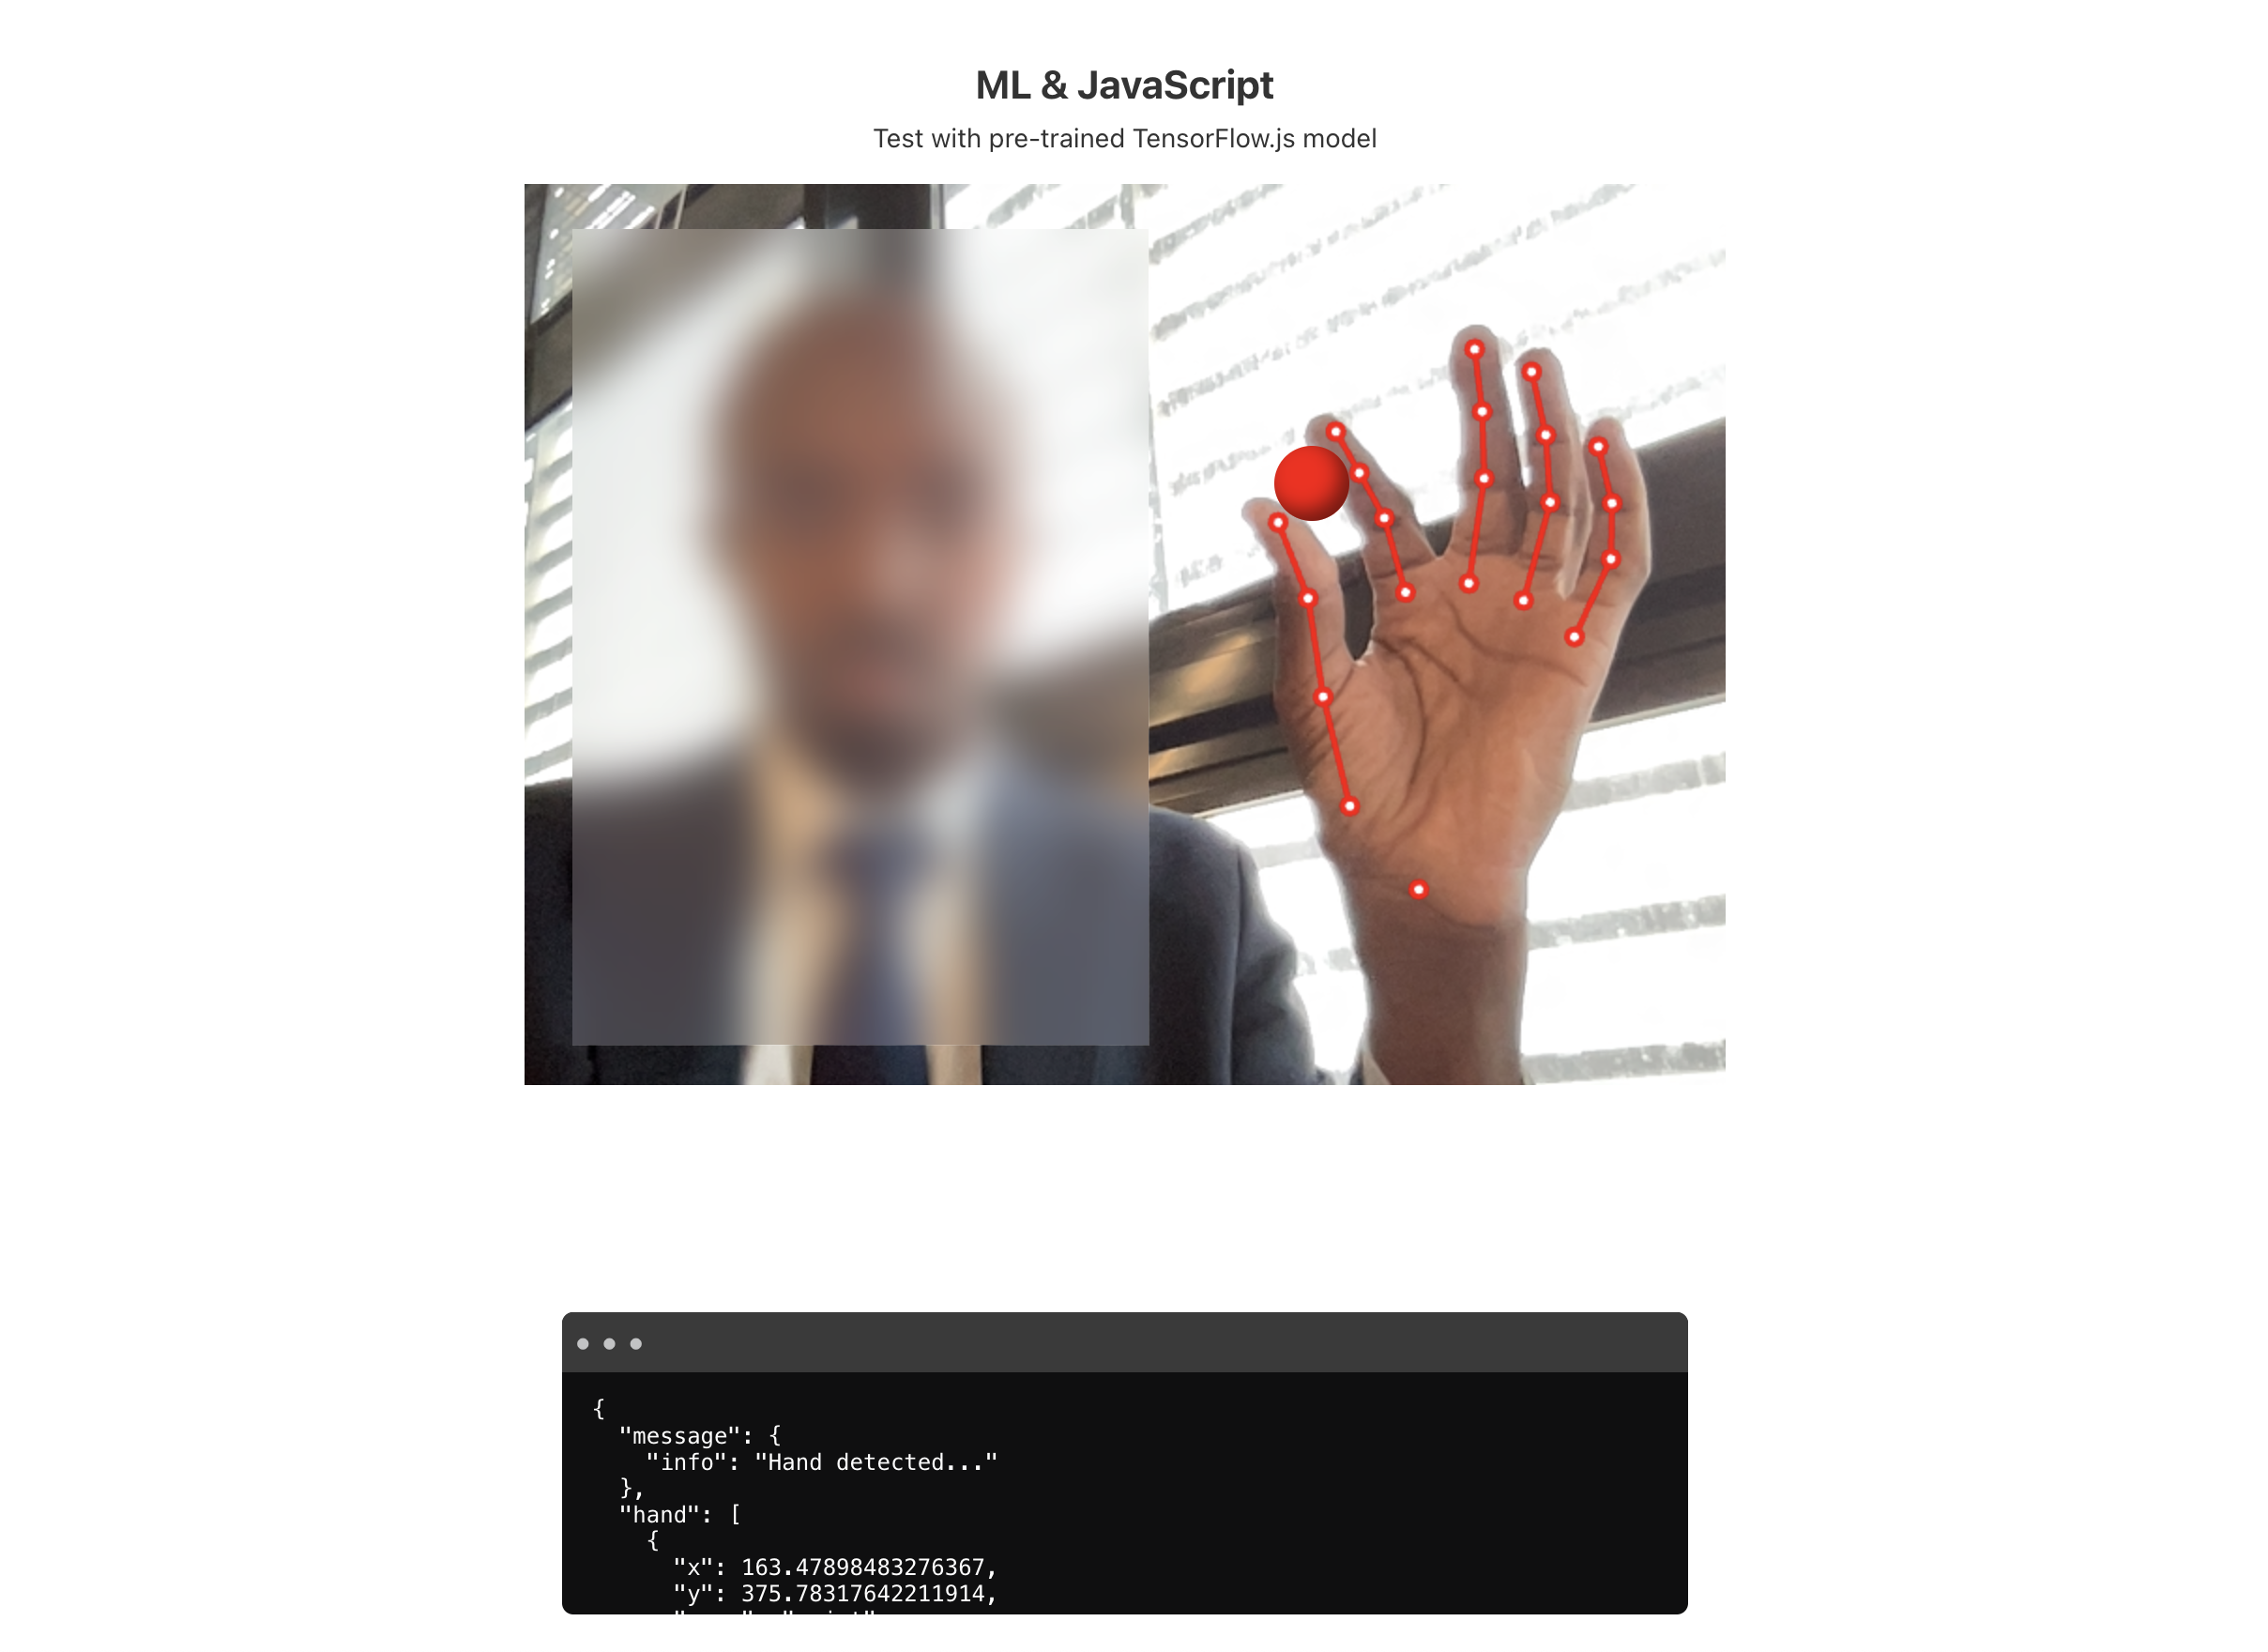 ML & JavaScript
Test with pre-trained TensorFlow.js model
{
"message": {
"info": "Hand detected..."
},
"hand": [
{
"x": 163.47898483276367,
"y": 375.78317642211914,